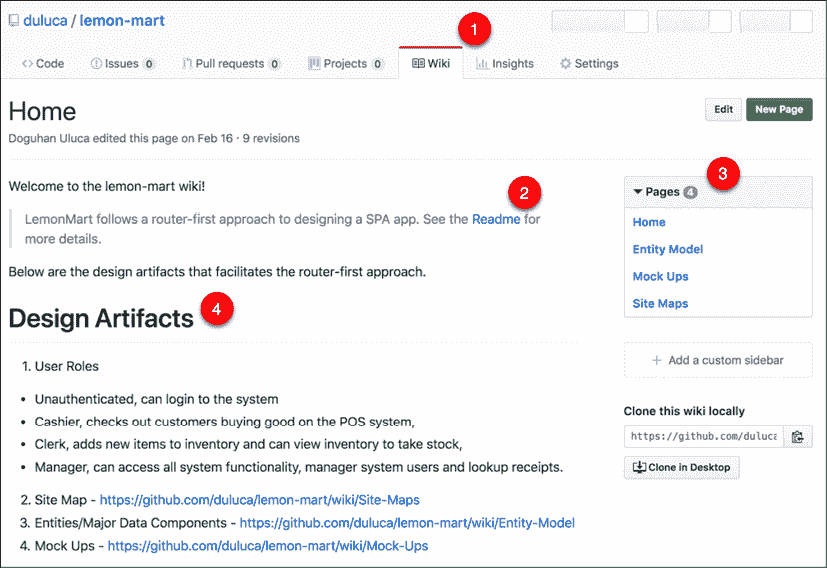 duluca / lemon-mart
1
Code Issues 0 Pull requests 0 Projects 0 Wiki Insights Settings
Home
Edit New Page
Doguhan Uluca edited this page on Feb 16 · 9 revisions
Welcome to the lemon-mart wiki!
2
LemonMart follows a router-first approach to designing a SPA app. See the Readme for
more details.
Below are the design artifacts that facilitates the router-first approach.
4
Design Artifacts
1. User Roles
• Unauthenticated, can login to the system
• Cashier, checks out customers buying good on the POS system,
• Clerk, adds new items to inventory and can view inventory to take stock,
• Manager, can access all system functionality, manager system users and lookup receipts.
2. Site Map - https://github.com/duluca/lemon-mart/wiki/Site-Maps
3. Entities/Major Data Components - https://github.com/duluca/lemon-mart/wiki/Entity-Model
4. Mock Ups - https://github.com/duluca/lemon-mart/wiki/Mock-Ups
3
Pages 4
Home
Entity Model
Mock Ups
Site Maps
+ Add a custom sidebar
Clone this wiki locally
https://github.com/duluca
Clone in Desktop